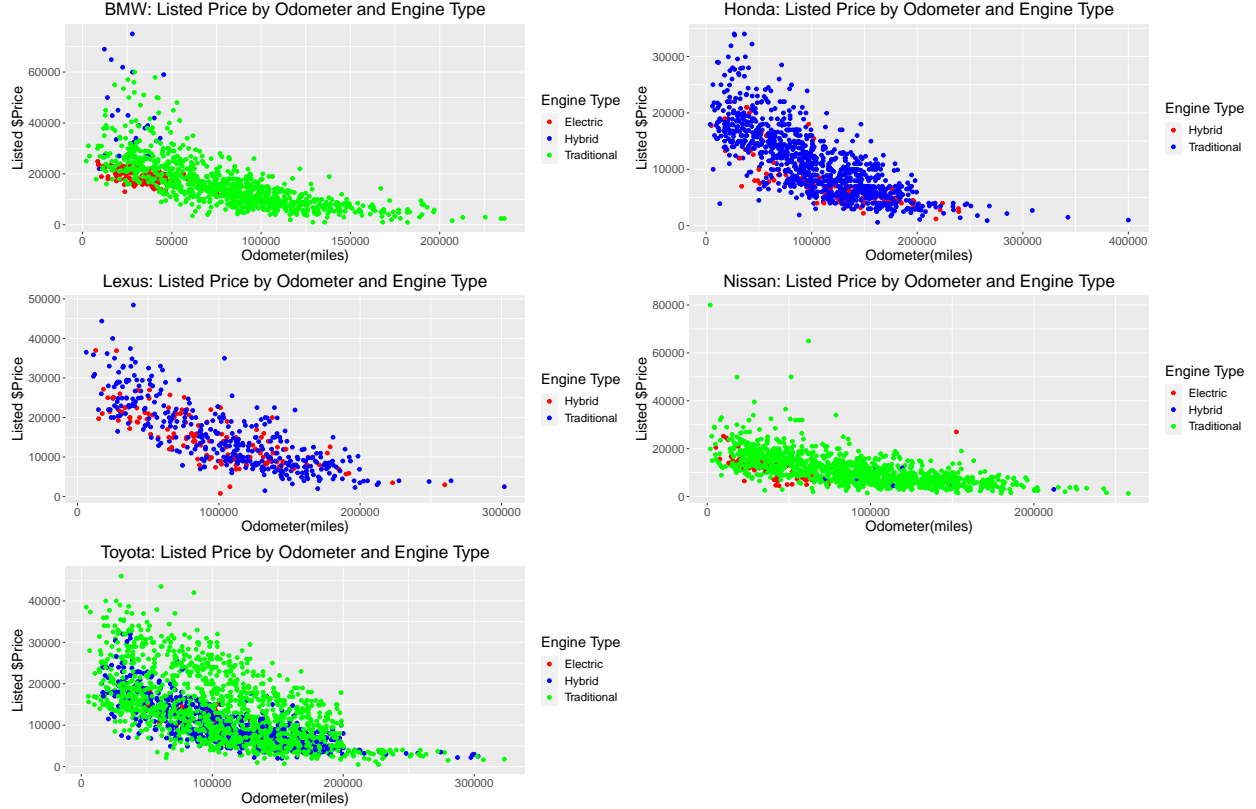 BMW: Listed Price by Odometer and Engine Type
Listed $Price
60000
40000
20000
0
0 50000 100000 150000 200000
Odometer(miles)
Engine Type
Electric
Hybrid
Traditional
Honda: Listed Price by Odometer and Engine Type
Listed $Price
30000
20000
10000
0
0 100000 200000 300000 400000
Odometer(miles)
Engine Type
Hybrid
Traditional
Lexus: Listed Price by Odometer and Engine Type
Listed $Price
50000
40000
30000
20000
10000
0
0 100000 200000 300000
Odometer(miles)
Engine Type
Hybrid
Traditional
Nissan: Listed Price by Odometer and Engine Type
Listed $Price
80000
60000
40000
20000
0
0 100000 200000
Odometer(miles)
Engine Type
Electric
Hybrid
Traditional
Toyota: Listed Price by Odometer and Engine Type
Listed $Price
40000
30000
20000
10000
0
0 100000 200000 300000
Odometer(miles)
Engine Type
Electric
Hybrid
Traditional